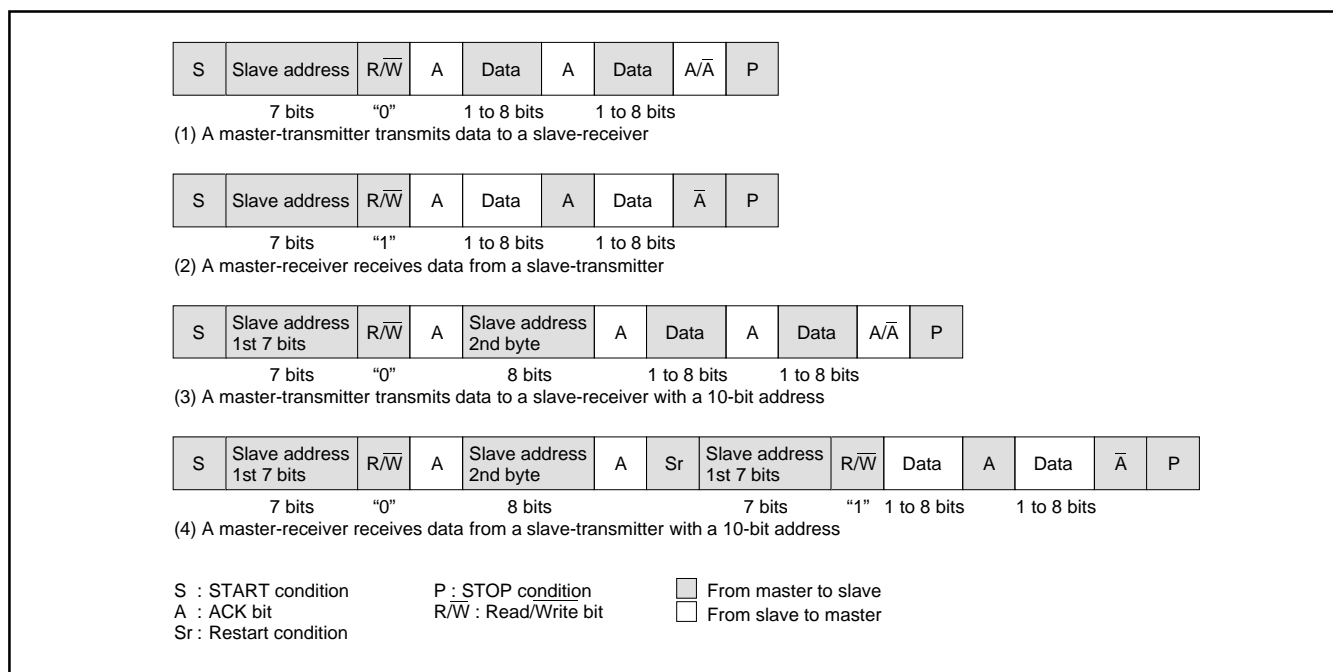 S Slave address R/W̅ A Data A Data A/A̅ P
7 bits “0” 1 to 8 bits 1 to 8 bits
(1) A master-transmitter transmits data to a slave-receiver
S Slave address R/W̅ A Data A Data A̅ P
7 bits “1” 1 to 8 bits 1 to 8 bits
(2) A master-receiver receives data from a slave-transmitter
S Slave address 1st 7 bits R/W̅ A Slave address 2nd byte A Data A Data A/A̅ P
7 bits “0” 8 bits 1 to 8 bits 1 to 8 bits
(3) A master-transmitter transmits data to a slave-receiver with a 10-bit address
S Slave address 1st 7 bits R/W̅ A Slave address 2nd byte A Sr Slave address 1st 7 bits R/W̅ Data A Data A̅ P
7 bits “0” 8 bits 7 bits “1” 1 to 8 bits 1 to 8 bits
(4) A master-receiver receives data from a slave-transmitter with a 10-bit address
S : START condition P : STOP condition From master to slave
A : ACK bit R/W̅ : Read/W̅r̅i̅t̅e̅ bit From slave to master
Sr : Restart condition